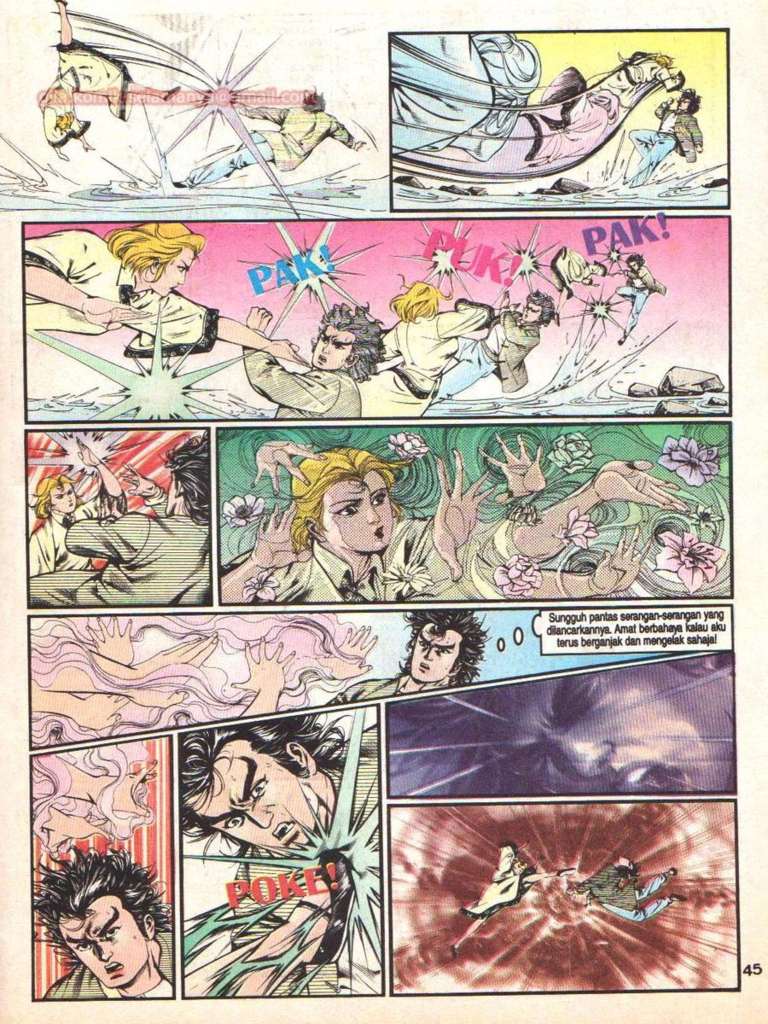 PAK!
PUK!
PAK!
Sungguh pantas serangan-serangan yang
dilancarkannya. Amat berbahaya kalau aku
terus berganjak dan mengelak sahaja!
POKE!
45